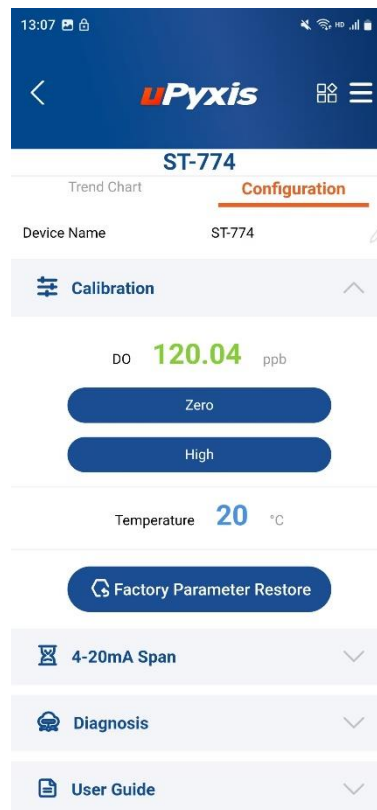 13:07 HD
uPyxis
ST-774
Trend Chart Configuration
Device Name ST-774
Calibration
DO 120.04 ppb
Zero
High
Temperature 20 °C
Factory Parameter Restore
4-20mA Span
Diagnosis
User Guide